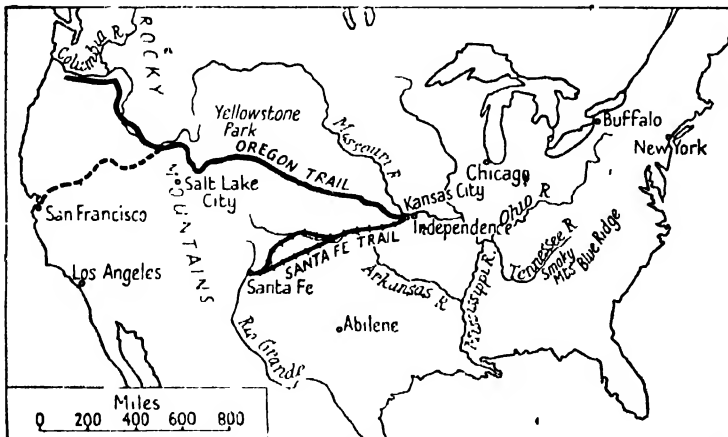 Columbia R
ROCKY
MOUNTAINS
Yellowstone
Park
OREGON TRAIL
Missouri R
Buffalo
New York
Chicago
Salt Lake
City
Kansas City
Independence
Ohio R
San Francisco
SANTA FE TRAIL
Tennessee R
Smoky
Mts
Blue Ridge
Los Angeles
Santa Fe
Arkansas R
Mississippi R
Abilene
Rio Grande
Miles
0 200 400 600 800